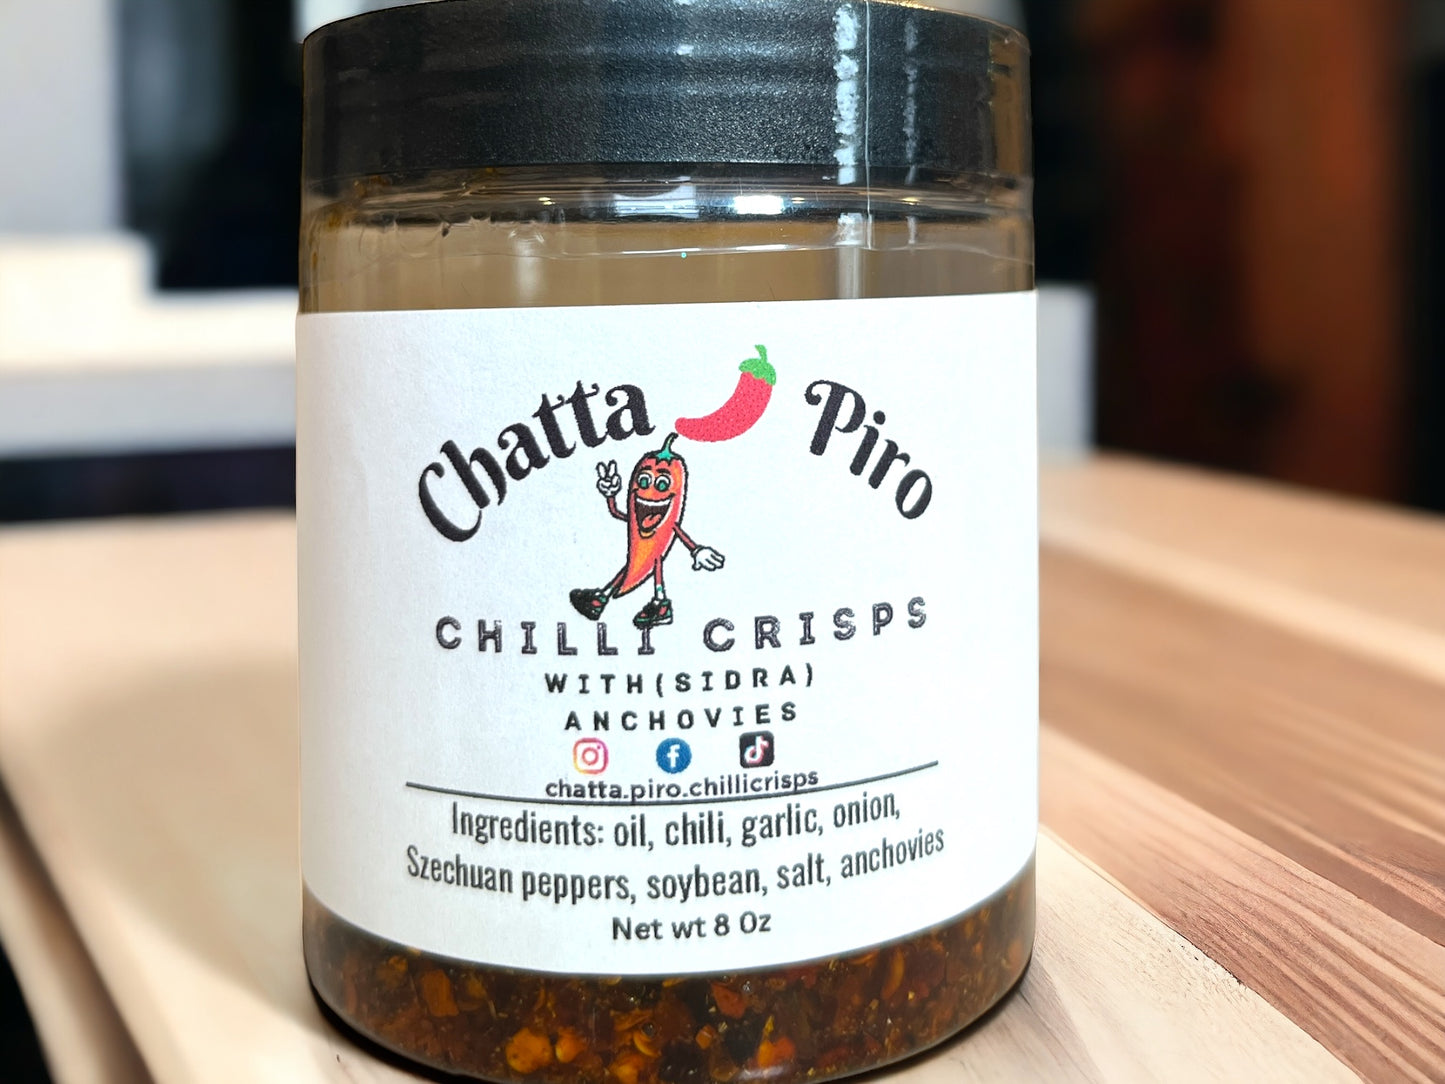 Chatta Piro
CHILLI CRISPS
WITH(SIDRA)
ANCHOVIES
chatta.piro.chillicrisps
Ingredients: oil, chili, garlic, onion,
Szechuan peppers, soybean, salt, anchovies
Net wt 8 Oz